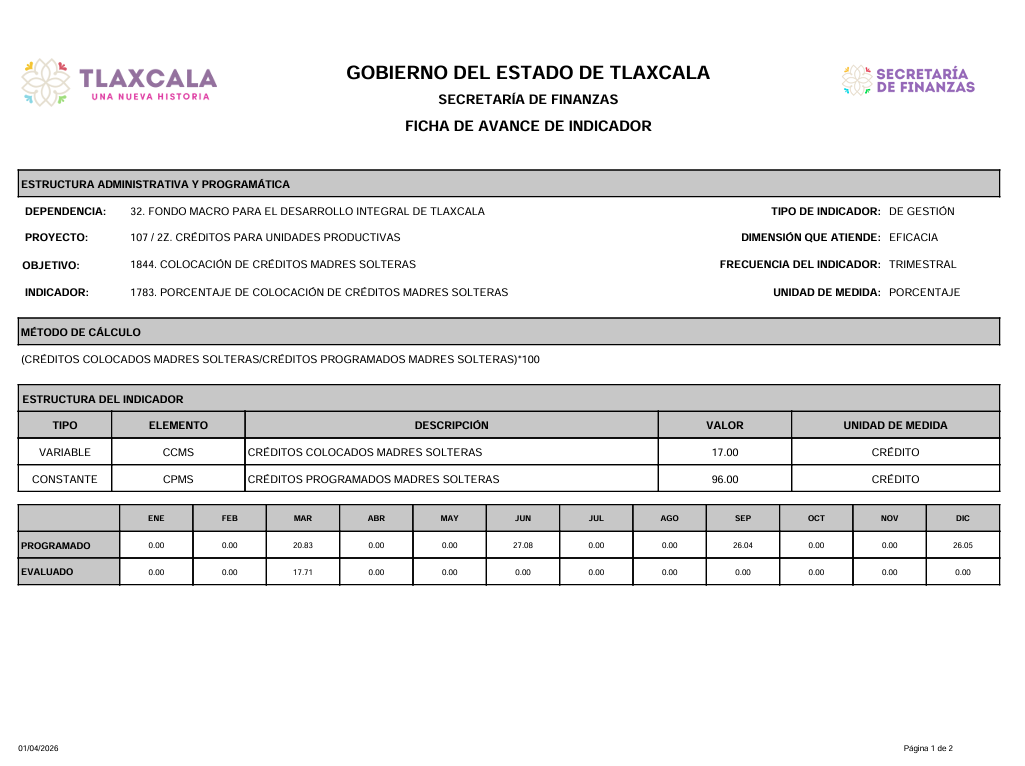 TLAXCALA
UNA NUEVA HISTORIA
GOBIERNO DEL ESTADO DE TLAXCALA
SECRETARÍA DE FINANZAS
FICHA DE AVANCE DE INDICADOR
SECRETARÍA
DE FINANZAS
ESTRUCTURA ADMINISTRATIVA Y PROGRAMÁTICA
DEPENDENCIA: 32. FONDO MACRO PARA EL DESARROLLO INTEGRAL DE TLAXCALA TIPO DE INDICADOR: DE GESTIÓN
PROYECTO: 107 / 2Z. CRÉDITOS PARA UNIDADES PRODUCTIVAS DIMENSIÓN QUE ATIENDE: EFICACIA
OBJETIVO: 1844. COLOCACIÓN DE CRÉDITOS MADRES SOLTERAS FRECUENCIA DEL INDICADOR: TRIMESTRAL
INDICADOR: 1783. PORCENTAJE DE COLOCACIÓN DE CRÉDITOS MADRES SOLTERAS UNIDAD DE MEDIDA: PORCENTAJE
MÉTODO DE CÁLCULO
(CRÉDITOS COLOCADOS MADRES SOLTERAS/CRÉDITOS PROGRAMADOS MADRES SOLTERAS)*100
ESTRUCTURA DEL INDICADOR
TIPO ELEMENTO DESCRIPCIÓN VALOR UNIDAD DE MEDIDA
VARIABLE CCMS CRÉDITOS COLOCADOS MADRES SOLTERAS 17.00 CRÉDITO
CONSTANTE CPMS CRÉDITOS PROGRAMADOS MADRES SOLTERAS 96.00 CRÉDITO
ENE FEB MAR ABR MAY JUN JUL AGO SEP OCT NOV DIC
PROGRAMADO 0.00 0.00 20.83 0.00 0.00 27.08 0.00 0.00 26.04 0.00 0.00 26.05
EVALUADO 0.00 0.00 17.71 0.00 0.00 0.00 0.00 0.00 0.00 0.00 0.00 0.00
01/04/2026 Página 1 de 2